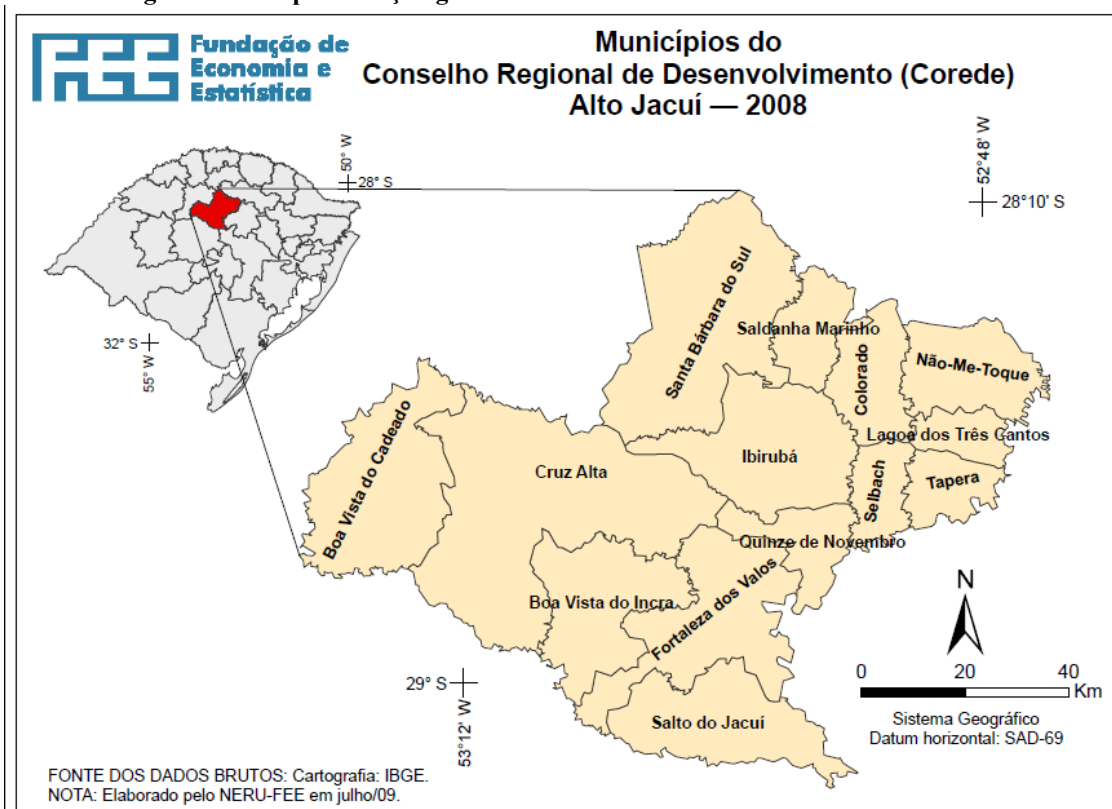 Fundação de
Economia e
Estatística
FEE
Municípios do
Conselho Regional de Desenvolvimento (Corede)
Alto Jacuí — 2008
50° W
28° S
32° S
55° W
52°48' W
28°10' S
Santa Bárbara do Sul
Saldanha Marinho
Colorado
Não-Me-Toque
Lagoa dos Três Cantos
Ibirubá
Cruz Alta
Boa Vista do Cadeado
Selbach
Tapera
Quinze de Novembro
Boa Vista do Incra
Fortaleza dos Valos
Salto do Jacuí
29° S
53°12' W
N
0 20 40
Km
Sistema Geográfico
Datum horizontal: SAD-69
FONTE DOS DADOS BRUTOS: Cartografia: IBGE.
NOTA: Elaborado pelo NERU-FEE em julho/09.